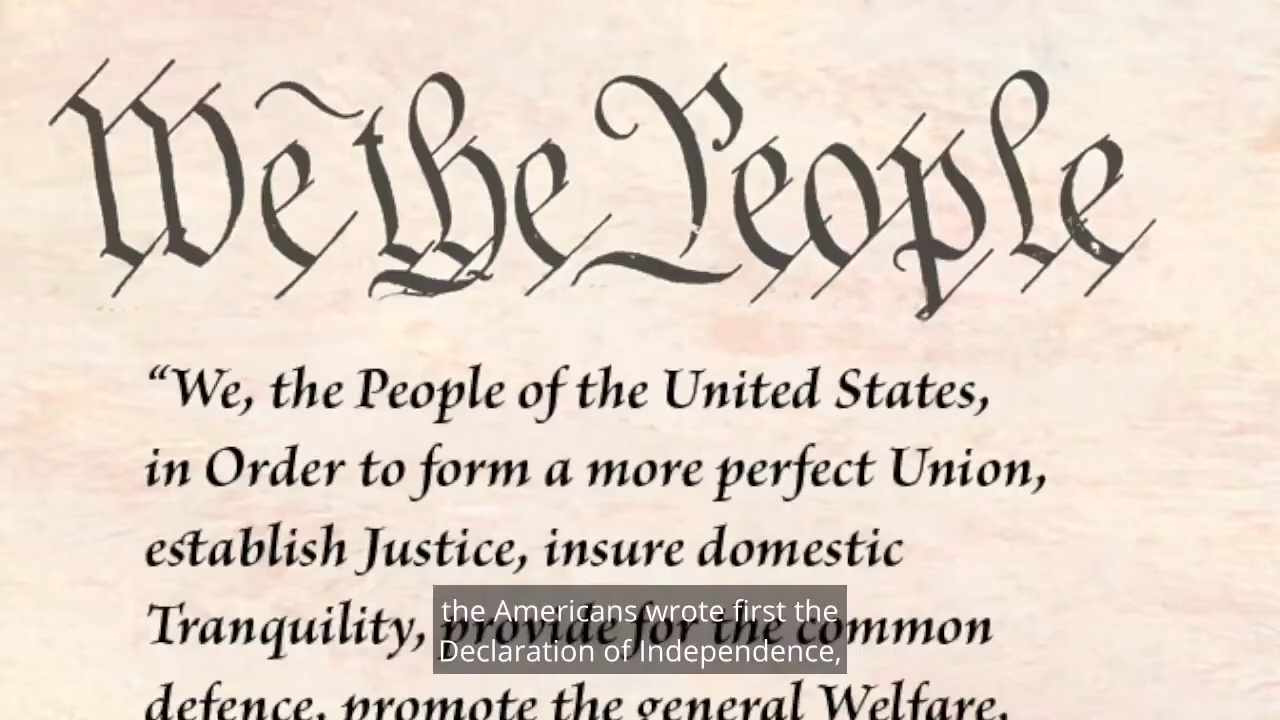 We the People
“We, the People of the United States,
in Order to form a more perfect Union,
establish Justice, insure domestic
Tranquility, provide for the common
the Americans wrote first the
Declaration of Independence,
defence, promote the general Welfare,